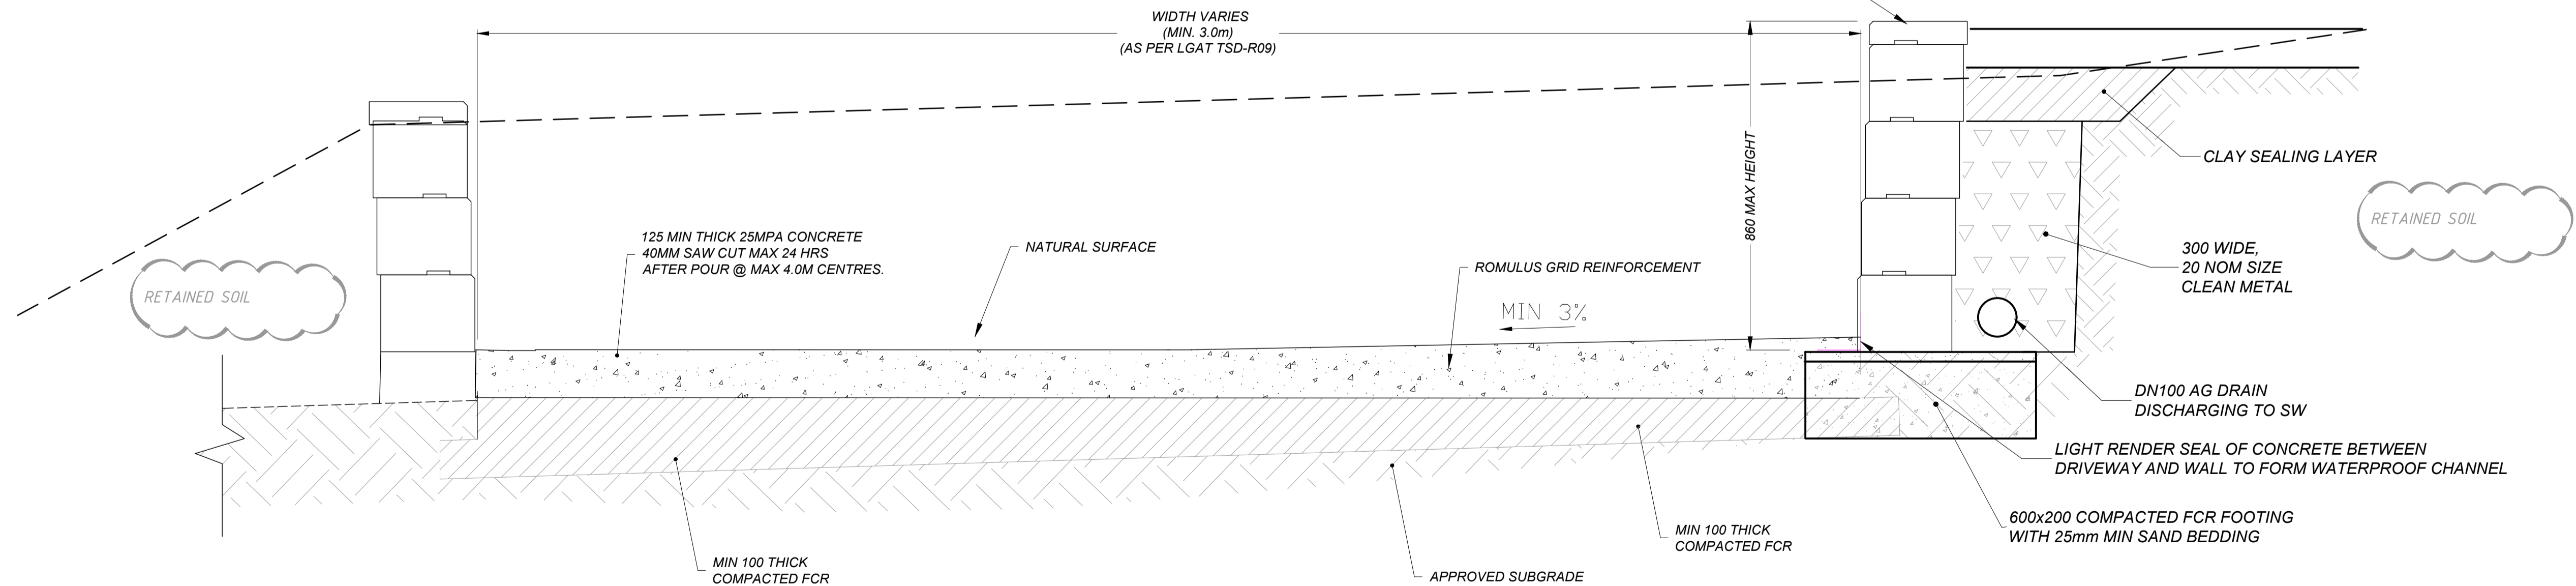 WIDTH VARIES
(MIN. 3.0m)
(AS PER LGAT TSD-R09)
860 MAX HEIGHT
CLAY SEALING LAYER
RETAINED SOIL
125 MIN THICK 25MPA CONCRETE
40MM SAW CUT MAX 24 HRS
AFTER POUR @ MAX 4.0M CENTRES.
NATURAL SURFACE
ROMULUS GRID REINFORCEMENT
300 WIDE,
20 NOM SIZE
CLEAN METAL
RETAINED SOIL
MIN 3%
DN100 AG DRAIN
DISCHARGING TO SW
LIGHT RENDER SEAL OF CONCRETE BETWEEN
DRIVEWAY AND WALL TO FORM WATERPROOF CHANNEL
600x200 COMPACTED FCR FOOTING
WITH 25mm MIN SAND BEDDING
MIN 100 THICK
COMPACTED FCR
MIN 100 THICK
COMPACTED FCR
APPROVED SUBGRADE